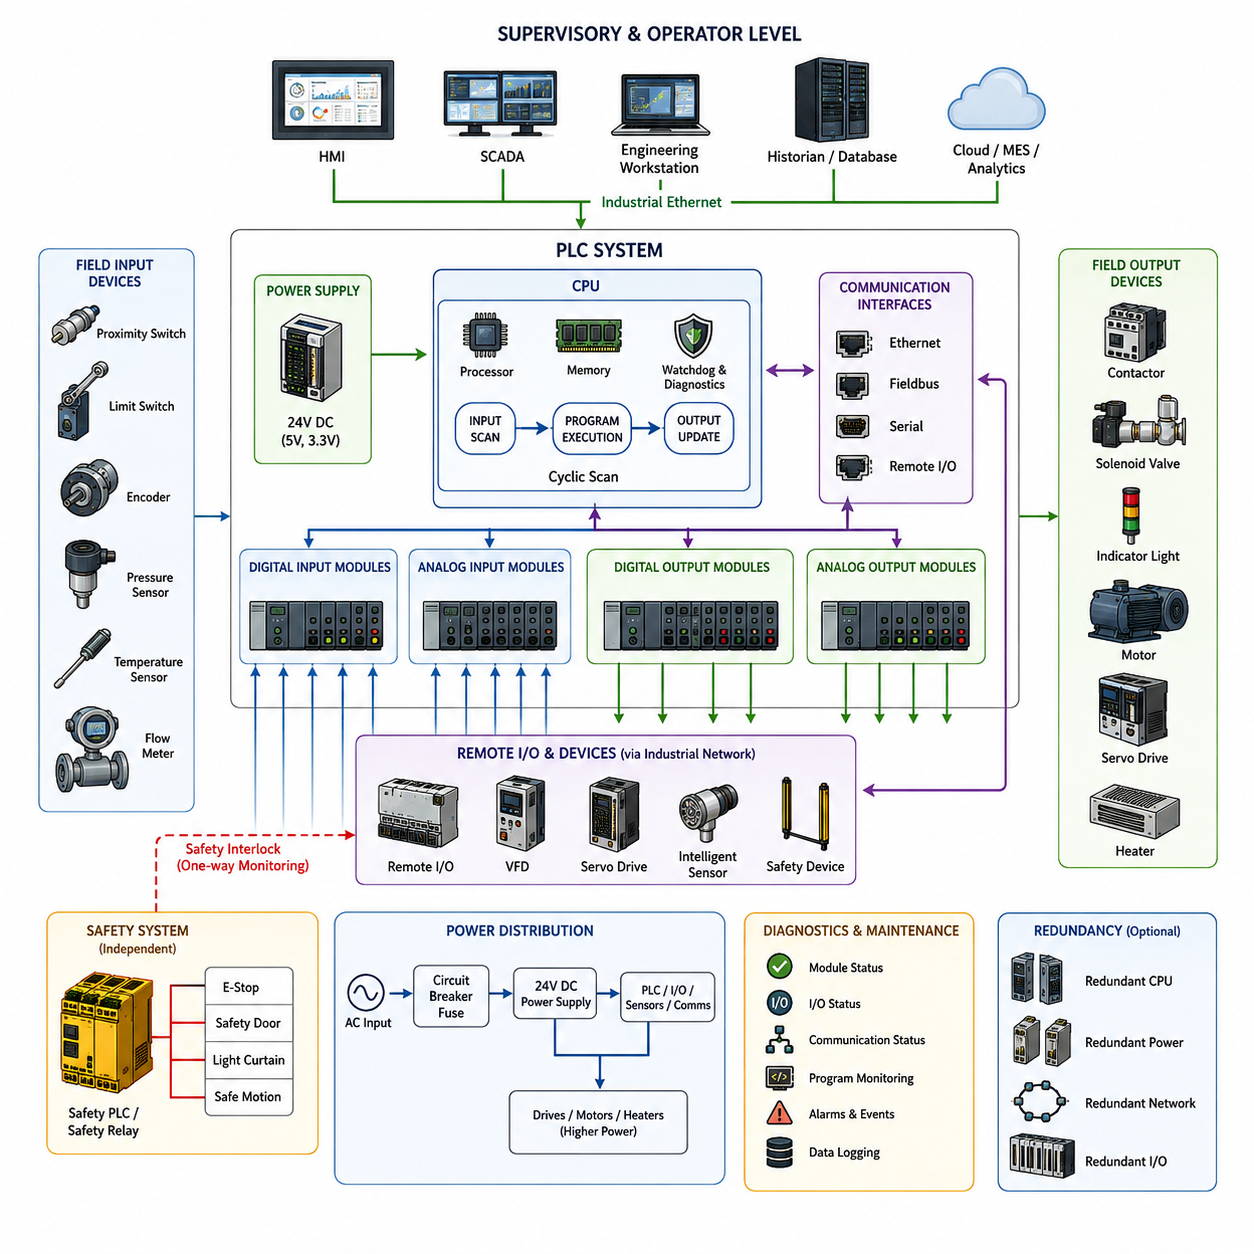 SUPERVISORY & OPERATOR LEVEL
HMI
SCADA
Engineering
Workstation
Historian / Database
Cloud / MES /
Analytics
Industrial Ethernet
FIELD INPUT
DEVICES
Proximity Switch
Limit Switch
Encoder
Pressure
Sensor
Temperature
Sensor
Flow
Meter
PLC SYSTEM
POWER SUPPLY
24V DC
(5V, 3.3V)
CPU
Processor
Memory
Watchdog &
Diagnostics
INPUT
SCAN
PROGRAM
EXECUTION
OUTPUT
UPDATE
Cyclic Scan
COMMUNICATION
INTERFACES
Ethernet
Fieldbus
Serial
Remote I/O
DIGITAL INPUT MODULES
ANALOG INPUT MODULES
DIGITAL OUTPUT MODULES
ANALOG OUTPUT MODULES
FIELD OUTPUT
DEVICES
Contactor
Solenoid Valve
Indicator Light
Motor
Servo Drive
Heater
REMOTE I/O & DEVICES (via Industrial Network)
Remote I/O
VFD
Servo Drive
Intelligent
Sensor
Safety Device
Safety Interlock
(One-way Monitoring)
SAFETY SYSTEM
(Independent)
E-Stop
Safety Door
Light Curtain
Safe Motion
Safety PLC /
Safety Relay
POWER DISTRIBUTION
AC Input
Circuit
Breaker
Fuse
24V DC
Power Supply
PLC / I/O /
Sensors / Comms
Drives / Motors / Heaters
(Higher Power)
DIAGNOSTICS & MAINTENANCE
Module Status
I/O
I/O Status
Communication Status
</>
Program Monitoring
Alarms & Events
Data Logging
REDUNDANCY (Optional)
Redundant CPU
Redundant Power
Redundant Network
Redundant I/O